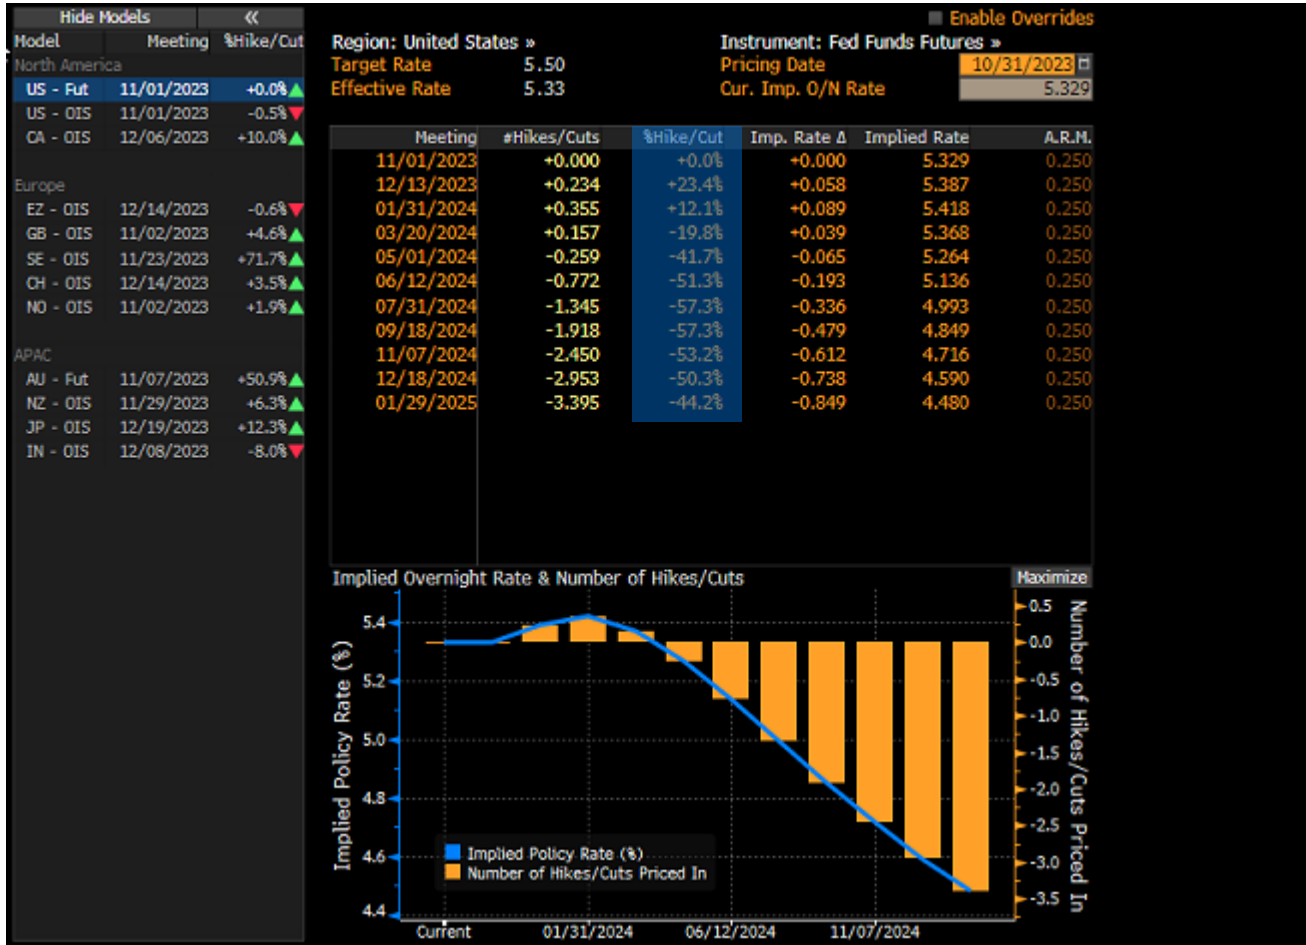 Hide Models «
Model Meeting %Hike/Cut
North America
US - Fut 11/01/2023 +0.0%▲
US - OIS 11/01/2023 -0.5%▼
CA - OIS 12/06/2023 +10.0%▲
Europe
EZ - OIS 12/14/2023 -0.6%▼
GB - OIS 11/02/2023 +4.6%▲
SE - OIS 11/23/2023 +71.7%▲
CH - OIS 12/14/2023 +3.5%▲
NO - OIS 11/02/2023 +1.9%▲
APAC
AU - Fut 11/07/2023 +50.9%▲
NZ - OIS 11/29/2023 +6.3%▲
JP - OIS 12/19/2023 +12.3%▲
IN - OIS 12/08/2023 -8.0%▼
Enable Overrides
Region: United States » Instrument: Fed Funds Futures »
Target Rate 5.50 Pricing Date 10/31/2023
Effective Rate 5.33 Cur. Imp. O/N Rate 5.329
Meeting #Hikes/Cuts %Hike/Cut Imp. Rate Δ Implied Rate A.R.M.
11/01/2023 +0.000 +0.0% +0.000 5.329 0.250
12/13/2023 +0.234 +23.4% +0.058 5.387 0.250
01/31/2024 +0.355 +12.1% +0.089 5.418 0.250
03/20/2024 +0.157 -19.8% +0.039 5.368 0.250
05/01/2024 -0.259 -41.7% -0.065 5.264 0.250
06/12/2024 -0.772 -51.3% -0.193 5.136 0.250
07/31/2024 -1.345 -57.3% -0.336 4.993 0.250
09/18/2024 -1.918 -57.3% -0.479 4.849 0.250
11/07/2024 -2.450 -53.2% -0.612 4.716 0.250
12/18/2024 -2.953 -50.3% -0.738 4.590 0.250
01/29/2025 -3.395 -44.2% -0.849 4.480 0.250
Implied Overnight Rate & Number of Hikes/Cuts Maximize
Implied Policy Rate (%)
5.4
5.2
5.0
4.8
4.6
4.4
Implied Policy Rate (%)
Number of Hikes/Cuts Priced In
0.5
0.0
-0.5
-1.0
-1.5
-2.0
-2.5
-3.0
-3.5
Number of Hikes/Cuts Priced In
Current 01/31/2024 06/12/2024 11/07/2024